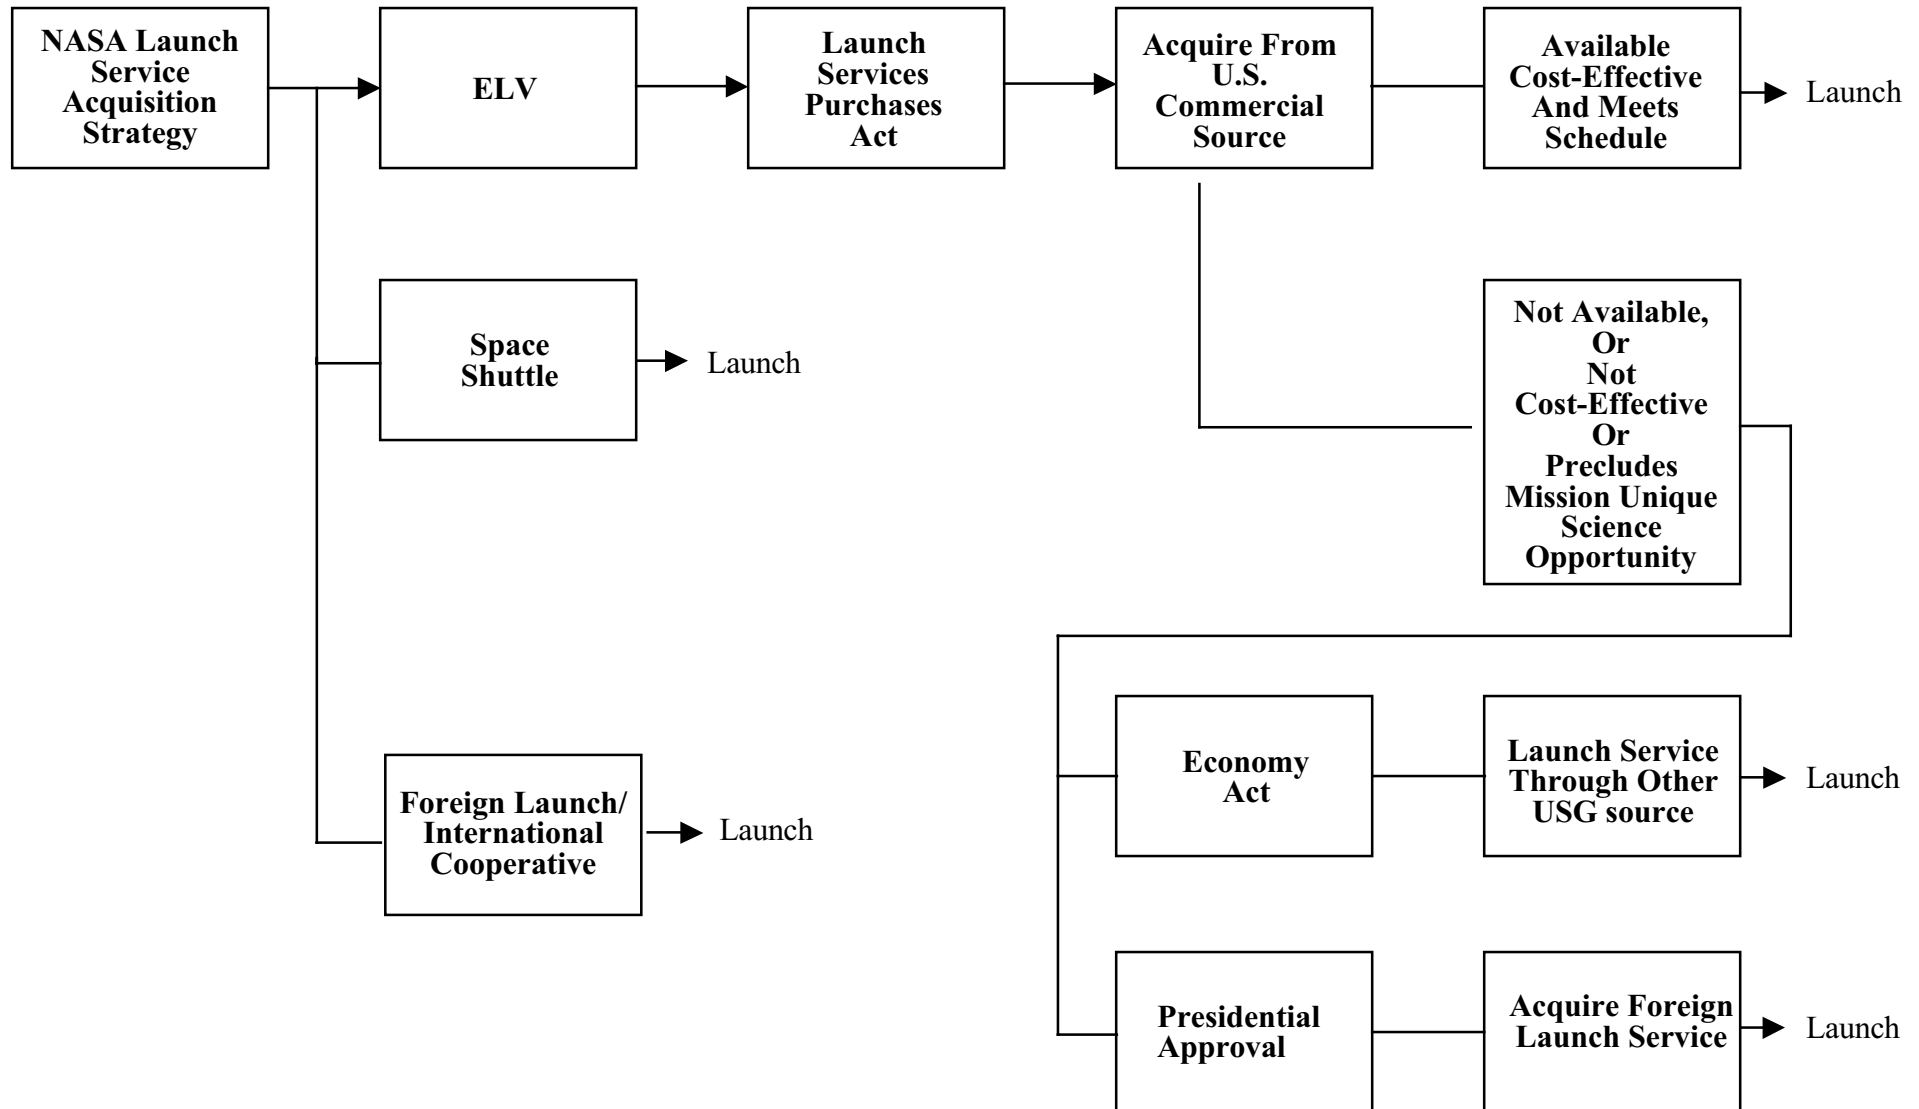 NASA Launch
Service
Acquisition
Strategy
ELV
Launch
Services
Purchases
Act
Acquire From
U.S.
Commercial
Source
Available
Cost-Effective
And Meets
Schedule
Launch
Space
Shuttle
Launch
Not Available,
Or
Not
Cost-Effective
Or
Precludes
Mission Unique
Science
Opportunity
Foreign Launch/
International
Cooperative
Launch
Economy
Act
Launch Service
Through Other
USG source
Launch
Presidential
Approval
Acquire Foreign
Launch Service
Launch